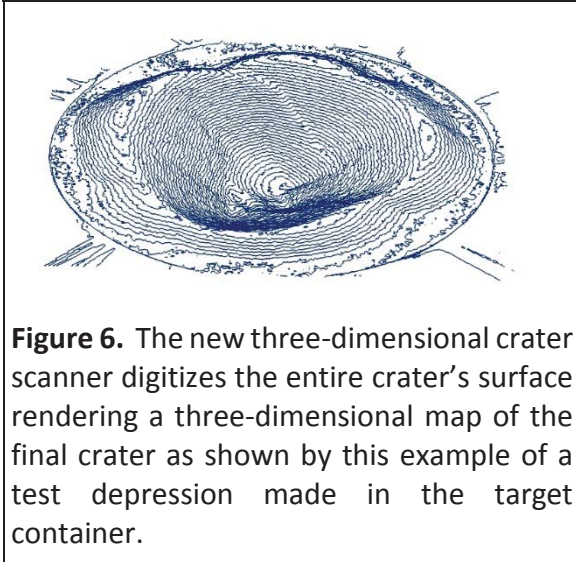 Figure 6. The new three-dimensional crater
scanner digitizes the entire crater’s surface
rendering a three-dimensional map of the
final crater as shown by this example of a
test depression made in the target
container.